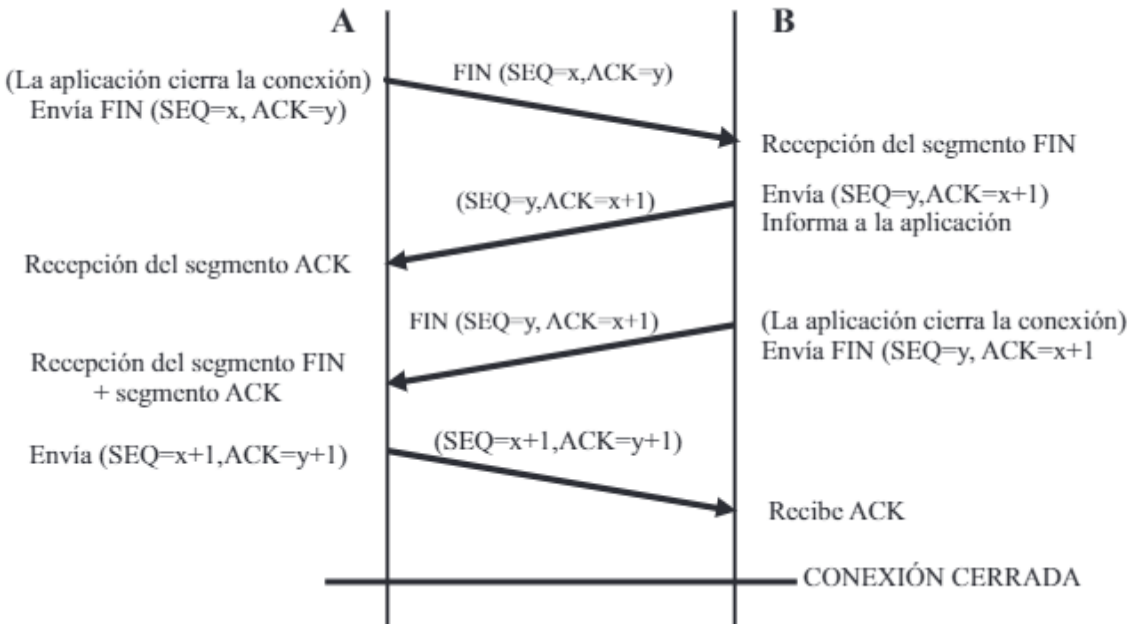 A
B
(La aplicación cierra la conexión)
Envía FIN (SEQ=x, ACK=y)
FIN (SEQ=x,ACK=y)
Recepción del segmento FIN
(SEQ=y,ACK=x+1)
Envía (SEQ=y,ACK=x+1)
Informa a la aplicación
Recepción del segmento ACK
FIN (SEQ=y, ACK=x+1)
(La aplicación cierra la conexión)
Envía FIN (SEQ=y, ACK=x+1
Recepción del segmento FIN
+ segmento ACK
Envía (SEQ=x+1,ACK=y+1)
(SEQ=x+1,ACK=y+1)
Recibe ACK
CONEXIÓN CERRADA